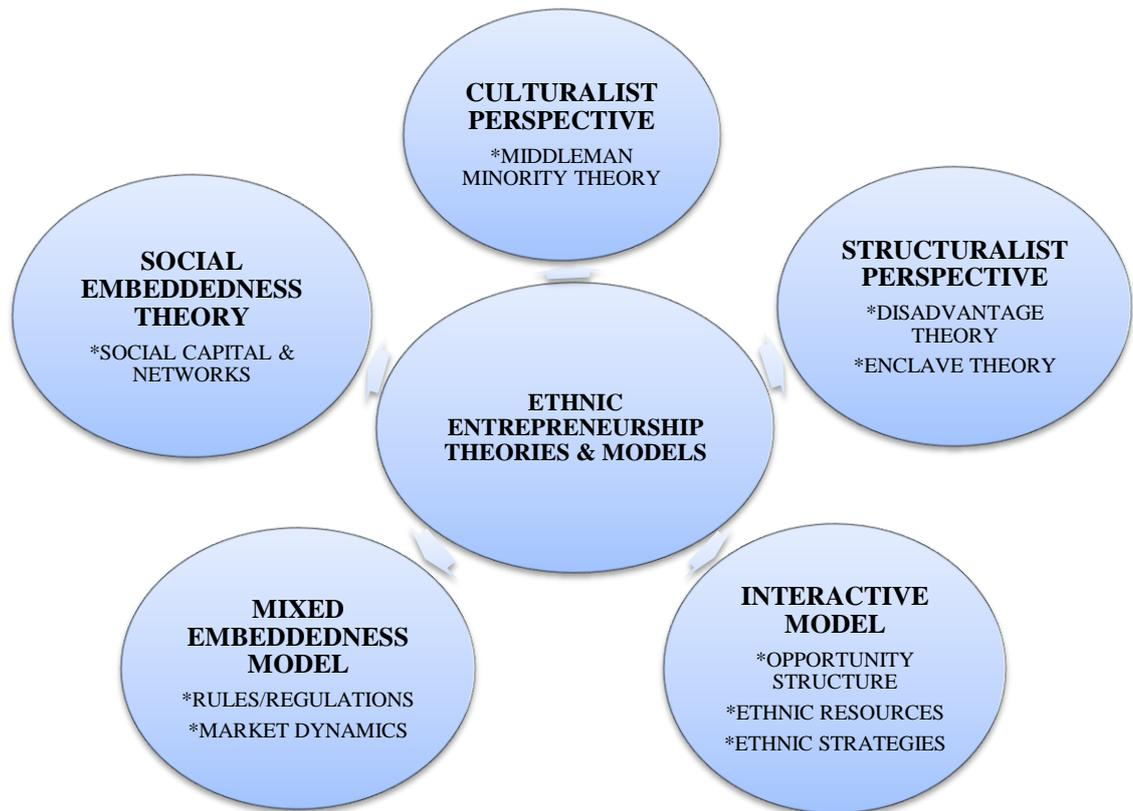 CULTURALIST
PERSPECTIVE
*MIDDLEMAN
MINORITY THEORY
SOCIAL
EMBEDDEDNESS
THEORY
*SOCIAL CAPITAL &
NETWORKS
STRUCTURALIST
PERSPECTIVE
*DISADVANTAGE
THEORY
*ENCLAVE THEORY
ETHNIC
ENTREPRENEURSHIP
THEORIES & MODELS
MIXED
EMBEDDEDNESS
MODEL
*RULES/REGULATIONS
*MARKET DYNAMICS
INTERACTIVE
MODEL
*OPPORTUNITY
STRUCTURE
*ETHNIC RESOURCES
*ETHNIC STRATEGIES